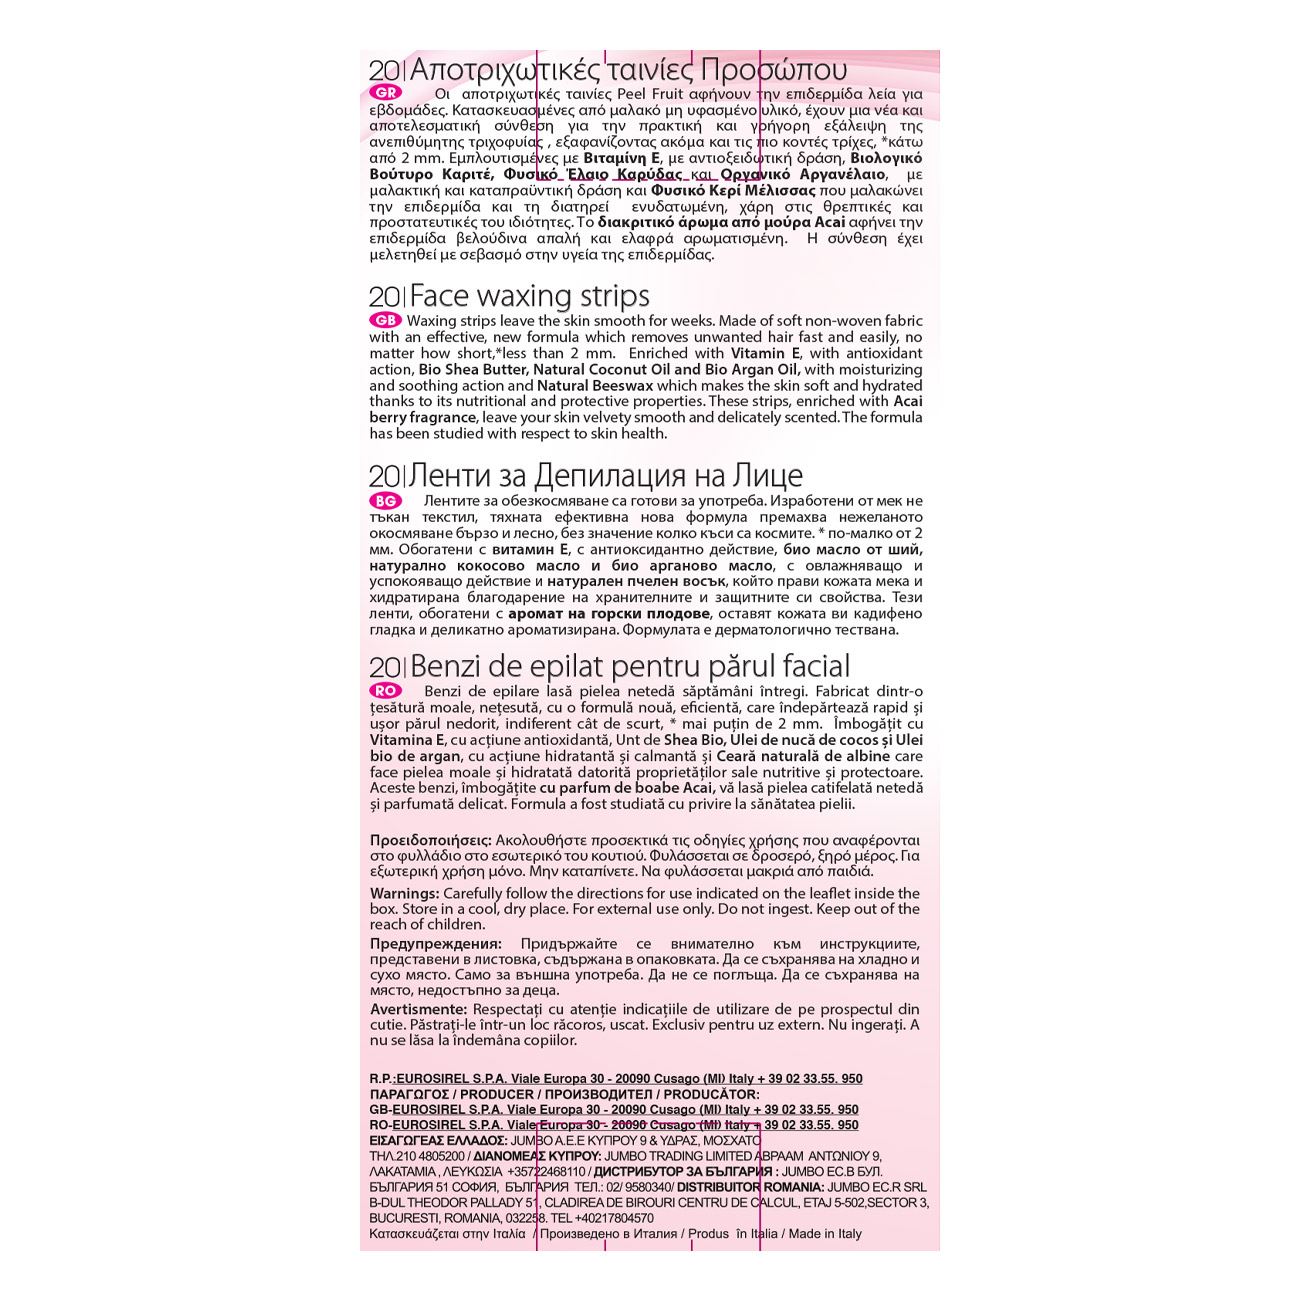 20|Αποτριχωτικές ταινίες Προσώπου
GR Οι αποτριχωτικές ταινίες Peel Fruit αφήνουν την επιδερμίδα λεία για
εβδομάδες. Κατασκευασμένες από μαλακό μη υφασμένο υλικό, έχουν μια νέα και
αποτελεσματική σύνθεση για την πρακτική και γρήγορη εξάλειψη της
ανεπιθύμητης τριχοφυίας , εξαφανίζοντας ακόμα και τις πιο κοντές τρίχες, *κάτω
από 2 mm. Εμπλουτισμένες με Βιταμίνη Ε, με αντιοξειδωτική δράση, Βιολογικό
Βούτυρο Καριτέ, Φυσικό Έλαιο Καρύδας και Οργανικό Αργανέλαιο, με
μαλακτική και καταπραϋντική δράση και Φυσικό Κερί Μέλισσας που μαλακώνει
την επιδερμίδα και τη διατηρεί ενυδατωμένη, χάρη στις θρεπτικές και
προστατευτικές του ιδιότητες. Το διακριτικό άρωμα από μούρα Acai αφήνει την
επιδερμίδα βελούδινα απαλή και ελαφρά αρωματισμένη. Η σύνθεση έχει
μελετηθεί με σεβασμό στην υγεία της επιδερμίδας.
20|Face waxing strips
GB Waxing strips leave the skin smooth for weeks. Made of soft non-woven fabric
with an effective, new formula which removes unwanted hair fast and easily, no
matter how short,*less than 2 mm. Enriched with Vitamin E, with antioxidant
action, Bio Shea Butter, Natural Coconut Oil and Bio Argan Oil, with moisturizing
and soothing action and Natural Beeswax which makes the skin soft and hydrated
thanks to its nutritional and protective properties. These strips, enriched with Acai
berry fragrance, leave your skin velvety smooth and delicately scented. The formula
has been studied with respect to skin health.
20|Ленти за Депилация на Лице
BG Лентите за обезкосмяване са готови за употреба. Изработени от мек не
тъкан текстил, тяхната ефективна нова формула премахва нежеланото
окосмяване бързо и лесно, без значение колко къси са космите. * по-малко от 2
мм. Обогатени с витамин Е, с антиоксидантно действие, био масло от ший,
натурално кокосово масло и био арганово масло, с овлажняващо и
успокояващо действие и натурален пчелен восък, който прави кожата мека и
хидратирана благодарение на хранителните и защитните си свойства. Тези
ленти, обогатени с аромат на горски плодове, оставят кожата ви кадифено
гладка и деликатно ароматизирана. Формулата е дерматологично тествана.
20|Benzi de epilat pentru părul facial
RO Benzi de epilare lasă pielea netedă săptămâni întregi. Fabricat dintr-o
țesătură moale, nețesută, cu o formulă nouă, eficientă, care îndepărtează rapid și
ușor părul nedorit, indiferent cât de scurt, * mai puțin de 2 mm. Îmbogățit cu
Vitamina E, cu acțiune antioxidantă, Unt de Shea Bio, Ulei de nucă de cocos și Ulei
bio de argan, cu acțiune hidratantă și calmantă și Ceară naturală de albine care
face pielea moale și hidratată datorită proprietăților sale nutritive și protectoare.
Aceste benzi, îmbogățite cu parfum de boabe Acai, vă lasă pielea catifelată netedă
și parfumată delicat. Formula a fost studiată cu privire la sănătatea pielii.
Προειδοποιήσεις: Ακολουθήστε προσεκτικά τις οδηγίες χρήσης που αναφέρονται
στο φυλλάδιο στο εσωτερικό του κουτιού. Φυλάσσεται σε δροσερό, ξηρό μέρος. Για
εξωτερική χρήση μόνο. Μην καταπίνετε. Να φυλάσσεται μακριά από παιδιά.
Warnings: Carefully follow the directions for use indicated on the leaflet inside the
box. Store in a cool, dry place. For external use only. Do not ingest. Keep out of the
reach of children.
Предупреждения: Придържайте се внимателно към инструкциите,
представени в листовка, съдържана в опаковката. Да се съхранява на хладно и
сухо място. Само за външна употреба. Да не се поглъща. Да се съхранява на
място, недостъпно за деца.
Avertismente: Respectați cu atenție indicațiile de utilizare de pe prospectul din
cutie. Păstrați-le într-un loc răcoros, uscat. Exclusiv pentru uz extern. Nu ingerați. A
nu se lăsa la îndemâna copiilor.
R.P.:EUROSIREL S.P.A. Viale Europa 30 - 20090 Cusago (MI) Italy + 39 02 33.55. 950
ΠΑΡΑΓΩΓΟΣ / PRODUCER / ПРОИЗВОДИТЕЛ / PRODUCĂTOR:
GB-EUROSIREL S.P.A. Viale Europa 30 - 20090 Cusago (MI) Italy + 39 02 33.55. 950
RO-EUROSIREL S.P.A. Viale Europa 30 - 20090 Cusago (MI) Italy + 39 02 33.55. 950
ΕΙΣΑΓΩΓΕΑΣ ΕΛΛΑΔΟΣ: JUMBO A.E.E ΚΥΠΡΟΥ 9 & ΥΔΡΑΣ, ΜΟΣΧΑΤΟ
ΤΗΛ.210 4805200 / ΔΙΑΝΟΜΕΑΣ ΚΥΠΡΟΥ: JUMBO TRADING LIMITED ΑΒΡΑΑΜ ΑΝΤΩΝΙΟΥ 9,
ΛΑΚΑΤΑΜΙΑ , ΛΕΥΚΩΣΙΑ +35722468110 / ДИСТРИБУТОР ЗА БЪЛГАРИЯ : JUMBO EC.B БУЛ.
БЪЛГАРИЯ 51 СОФИЯ, БЪЛГАРИЯ ТЕЛ.: 02/ 9580340/ DISTRIBUITOR ROMANIA: JUMBO EC.R SRL
B-DUL THEODOR PALLADY 51, CLADIREA DE BIROURI CENTRU DE CALCUL, ETAJ 5-502,SECTOR 3,
BUCURESTI, ROMANIA, 032258. TEL +40217804570
Κατασκευάζεται στην Ιταλία / Произведено в Италия / Produs în Italia / Made in Italy